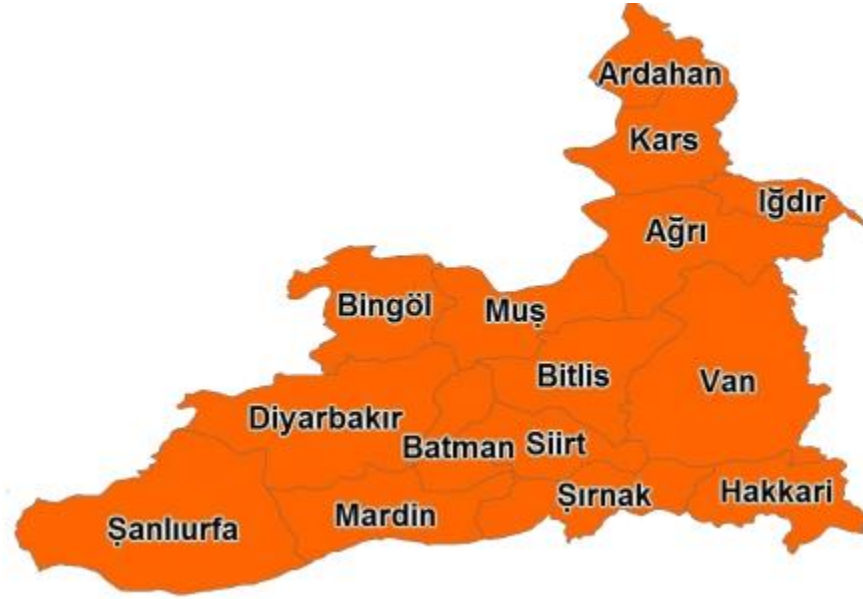 Ardahan
Kars
Iğdır
Ağrı
Bingöl
Muş
Bitlis
Van
Diyarbakır
Batman
Siirt
Şırnak
Hakkari
Mardin
Şanlıurfa